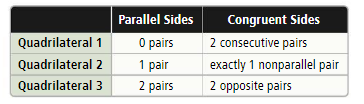 Parallel Sides Congruent Sides
Quadrilateral 1 0 pairs 2 consecutive pairs
Quadrilateral 2 1 pair exactly 1 nonparallel pair
Quadrilateral 3 2 pairs 2 opposite pairs